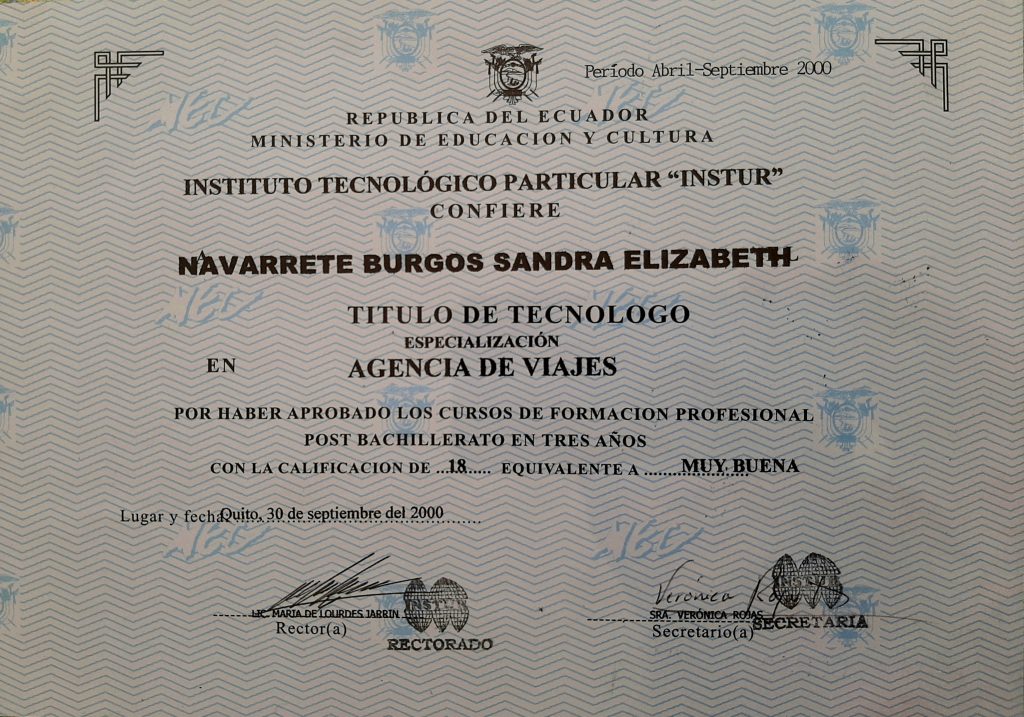 Período Abril-Septiembre 2000
REPUBLICA DEL ECUADOR
MINISTERIO DE EDUCACION Y CULTURA
INSTITUTO TECNOLÓGICO PARTICULAR “INSTUR”
CONFIERE
NAVARRETE BURGOS SANDRA ELIZABETH
TITULO DE TECNOLOGO
ESPECIALIZACIÓN
EN AGENCIA DE VIAJES
POR HABER APROBADO LOS CURSOS DE FORMACION PROFESIONAL
POST BACHILLERATO EN TRES AÑOS
CON LA CALIFICACION DE ...18..... EQUIVALENTE A ........MUY BUENA
Lugar y fecha Quito, 30 de septiembre del 2000
Verónica Rojas
INSTUR
INSTUR
LIC. MARIA DE LOURDES JARRIN
SRA. VERÓNICA ROJAS
Rector(a)
Secretario(a)
RECTORADO
SECRETARIA